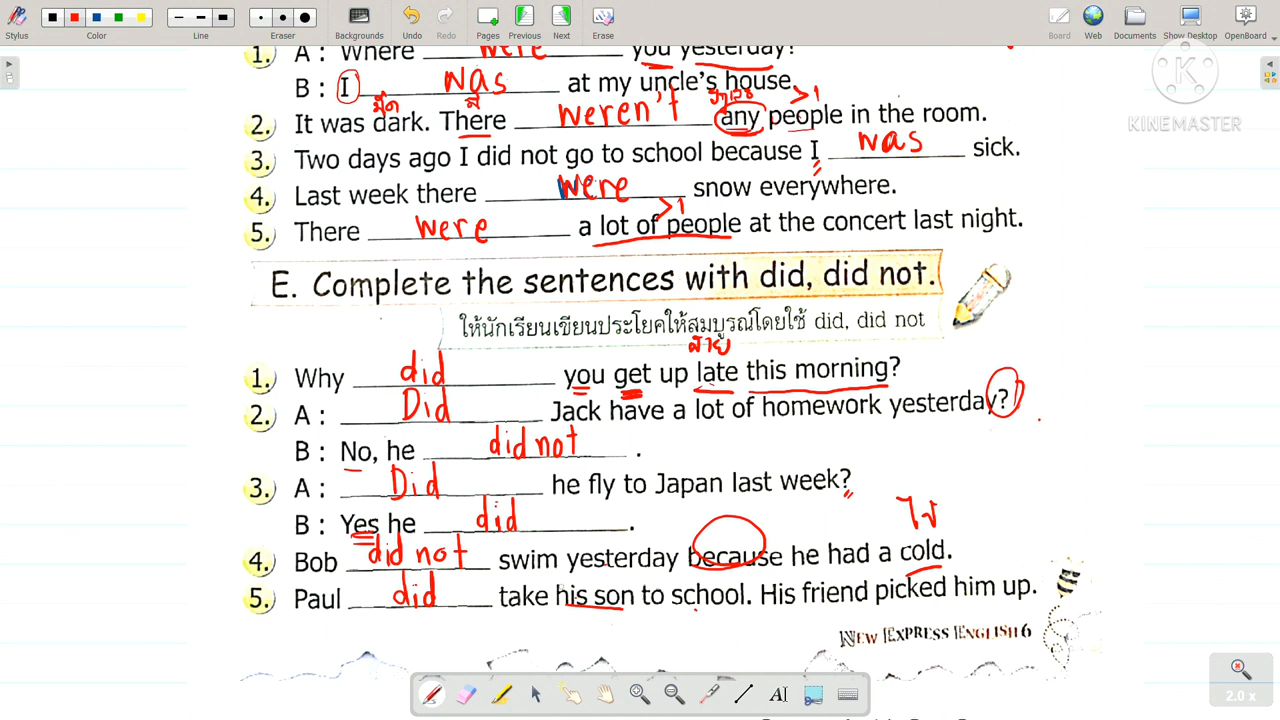 Stylus Color Line Eraser Backgrounds Undo Redo Pages Previous Next Erase Board Web Documents Show Desktop OpenBoard
1. A : Where were you yesterday?
B : I was at my uncle's house.
KINEMASTER
มืด มี >1
2. It was dark. There weren't any people in the room.
3. Two days ago I did not go to school because I was sick.
4. Last week there were snow everywhere.
>1
5. There were a lot of people at the concert last night.
E. Complete the sentences with did, did not.
ให้นักเรียนเขียนประโยคให้สมบูรณ์โดยใช้ did, did not
สาย
1. Why did you get up late this morning?
2. A : Did Jack have a lot of homework yesterday?
B : No, he did not .
3. A : Did he fly to Japan last week?
B : Yes he did .
4. Bob did not swim yesterday because he had a cold.
5. Paul did take his son to school. His friend picked him up.
New Express English 6
2.0 x